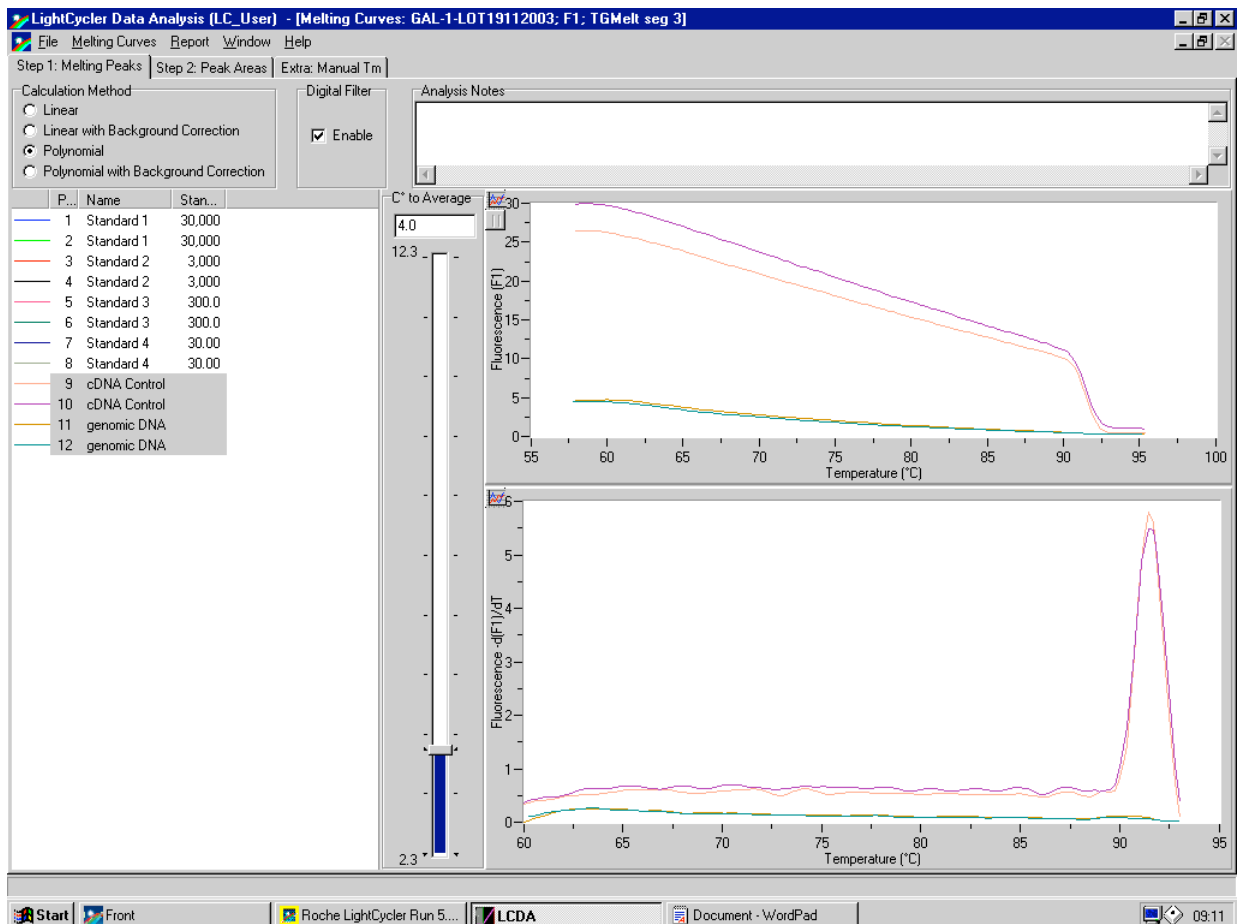 LightCycler Data Analysis (LC_User) - [Melting Curves: GAL-1-LOT19112003; F1; TGMelt seg 3]
File Melting Curves Report Window Help
Step 1: Melting Peaks Step 2: Peak Areas Extra: Manual Tm
Calculation Method
Linear
Linear with Background Correction
Polynomial
Polynomial with Background Correction
Digital Filter
Enable
Analysis Notes
P... Name Stan...
1 Standard 1 30,000
2 Standard 1 30,000
3 Standard 2 3,000
4 Standard 2 3,000
5 Standard 3 300.0
6 Standard 3 300.0
7 Standard 4 30.00
8 Standard 4 30.00
9 cDNA Control
10 cDNA Control
11 genomic DNA
12 genomic DNA
C° to Average
4.0
12.3
2.3
Fluorescence (F1)
30
25
20
15
10
5
0
55 60 65 70 75 80 85 90 95 100
Temperature (°C)
Fluorescence -d(F1)/dT
6
5
4
3
2
1
0
60 65 70 75 80 85 90 95
Temperature (°C)
Start Front Roche LightCycler Run 5.... LCDA Document - WordPad 09:11